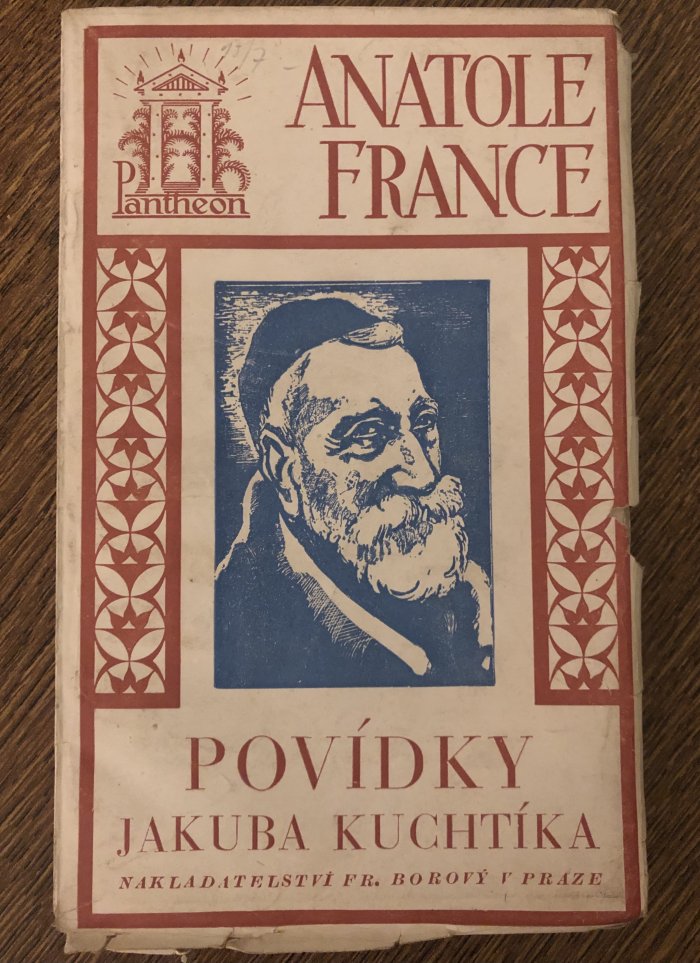 Pantheon
ANATOLE
FRANCE
POVÍDKY
JAKUBA KUCHTÍKA
NAKLADATELSTVÍ FR. BOROVÝ V PRAZE